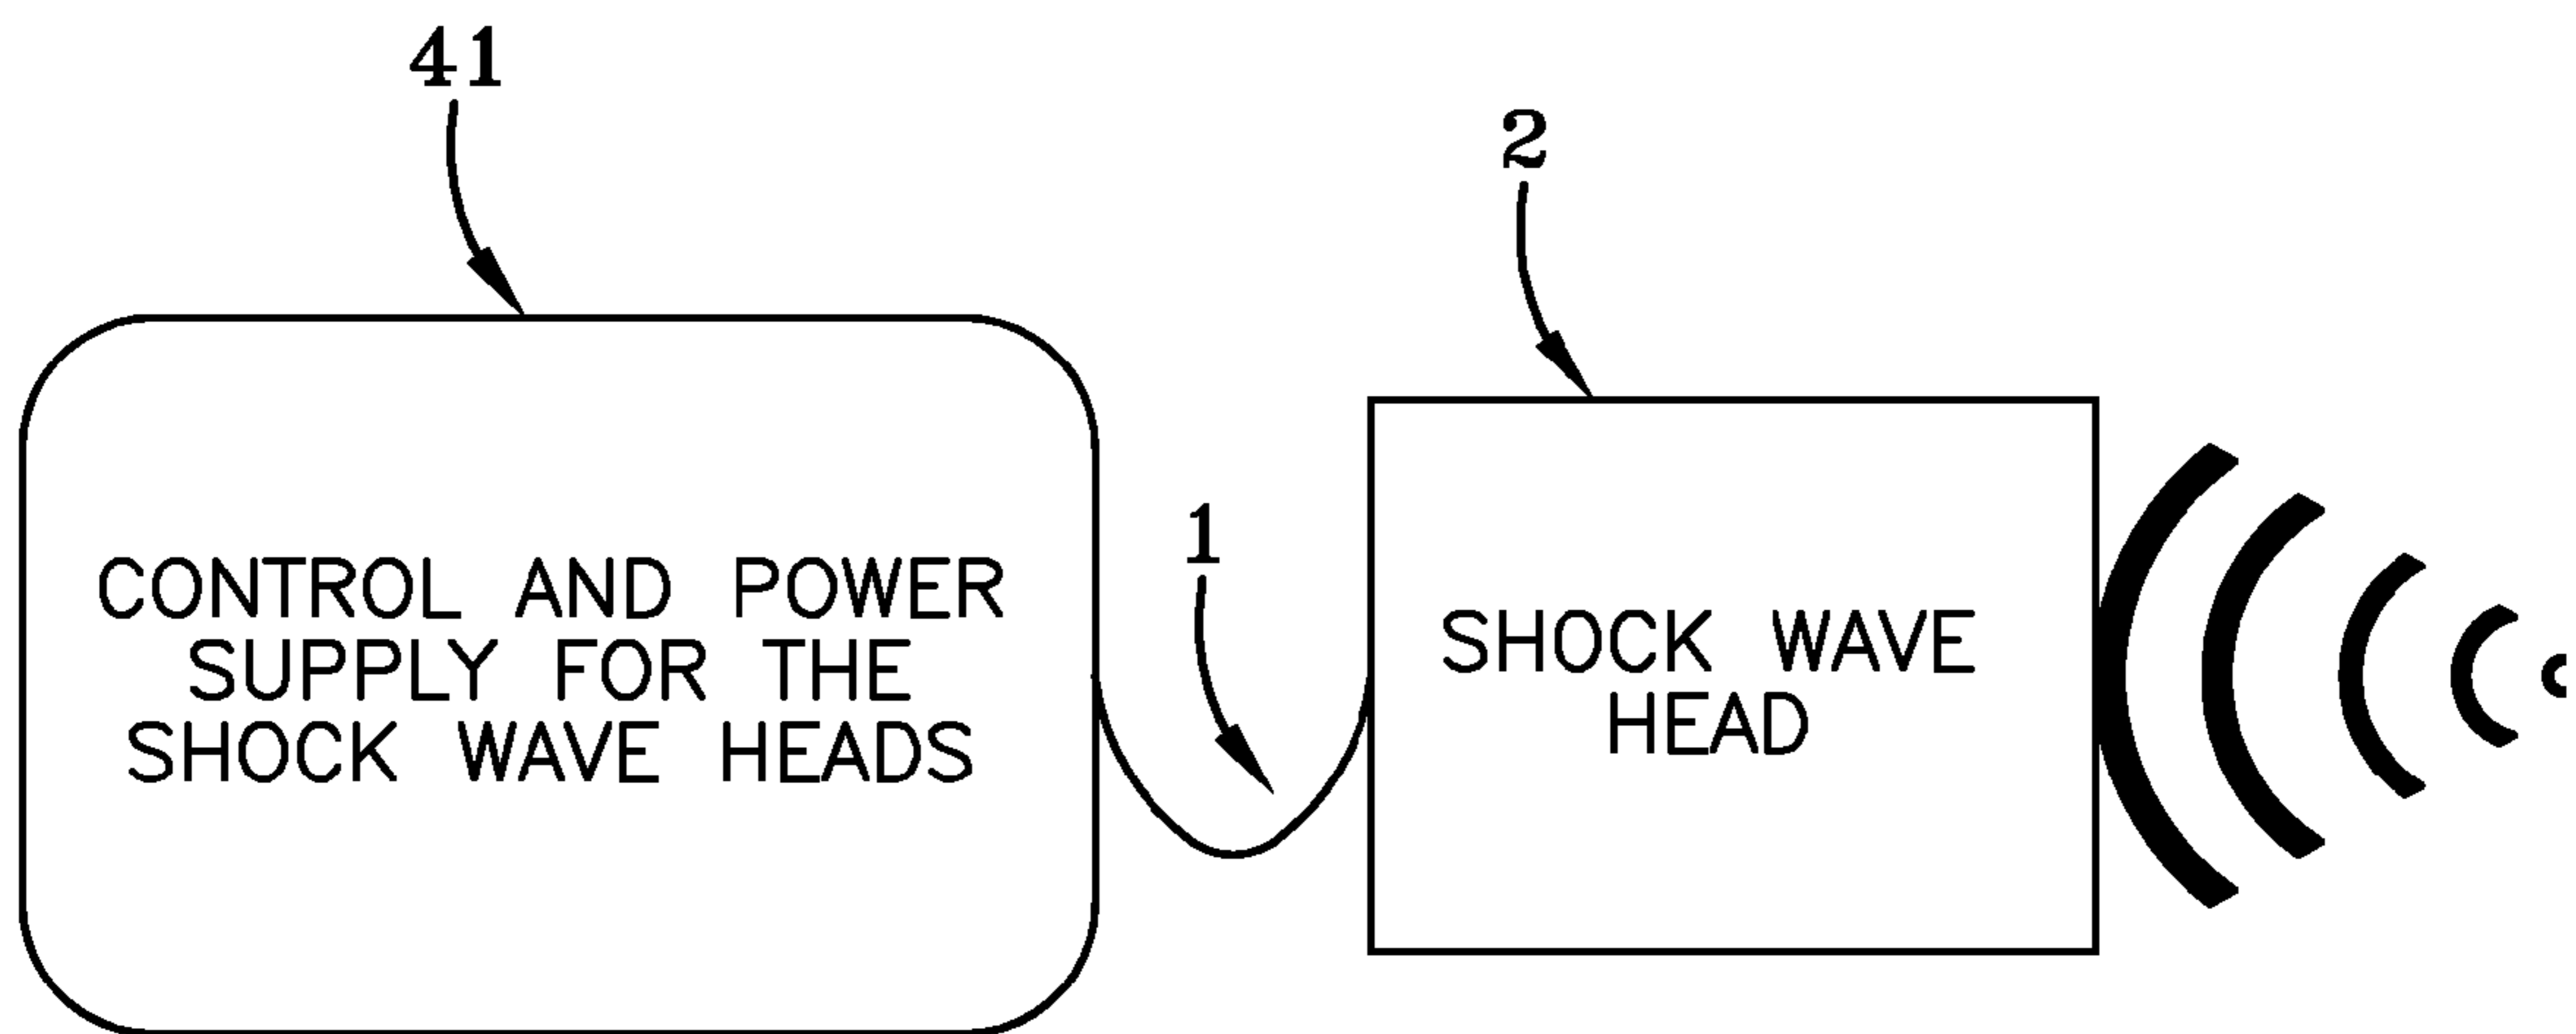 41
2
1
CONTROL AND POWER
SUPPLY FOR THE
SHOCK WAVE HEADS
SHOCK WAVE
HEAD